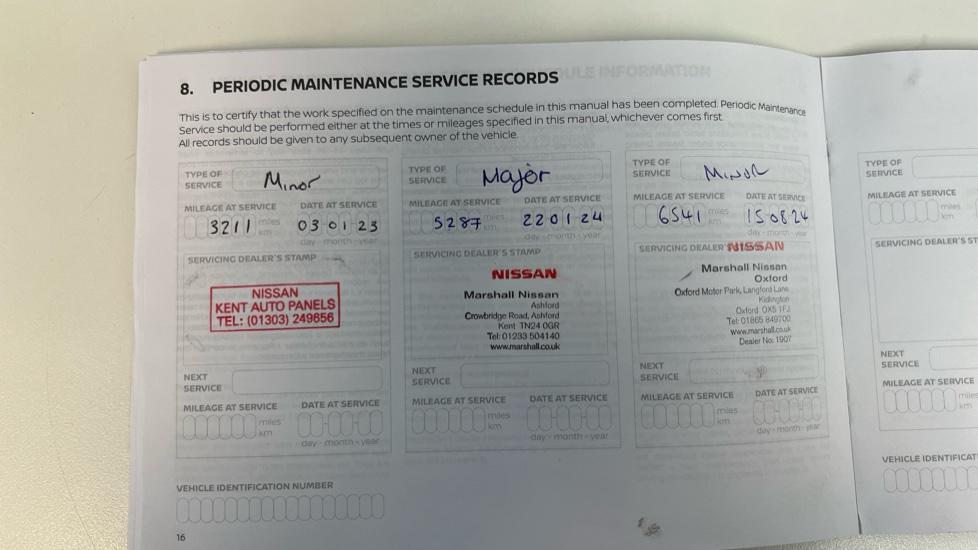 8. PERIODIC MAINTENANCE SERVICE RECORDS
This is to certify that the work specified on the maintenance schedule in this manual has been completed. Periodic Maintenance
Service should be performed either at the times or mileages specified in this manual, whichever comes first.
All records should be given to any subsequent owner of the vehicle.
TYPE OF
SERVICE
Minor
MILEAGE AT SERVICE DATE AT SERVICE
3211 miles
km
03 01 23
day - month - year
SERVICING DEALER'S STAMP
NISSAN
KENT AUTO PANELS
TEL: (01303) 249656
NEXT
SERVICE
MILEAGE AT SERVICE DATE AT SERVICE
miles
km
day - month - year
TYPE OF
SERVICE
Major
MILEAGE AT SERVICE DATE AT SERVICE
5287 miles
km
22 01 24
day - month - year
SERVICING DEALER'S STAMP
NISSAN
Marshall Nissan
Ashford
Crowbridge Road, Ashford
Kent TN24 0GR
Tel: 01233 504140
www.marshall.co.uk
NEXT
SERVICE
MILEAGE AT SERVICE DATE AT SERVICE
miles
km
day - month - year
TYPE OF
SERVICE
MINOR
MILEAGE AT SERVICE DATE AT SERVICE
6541 miles
km
15 08 24
day - month - year
SERVICING DEALER'S
NISSAN
Marshall Nissan
Oxford
Oxford Motor Park, Langford Lane
Kidlington
Oxford OX5 1FJ
Tel: 01865 849700
www.marshall.co.uk
Dealer No: 1907
NEXT
SERVICE
MILEAGE AT SERVICE DATE AT SERVICE
miles
km
day - month - year
TYPE OF
SERVICE
MILEAGE AT SERVICE
miles
km
SERVICING DEALER'S ST
NEXT
SERVICE
MILEAGE AT SERVICE
miles
km
VEHICLE IDENTIFICAT
VEHICLE IDENTIFICATION NUMBER
16